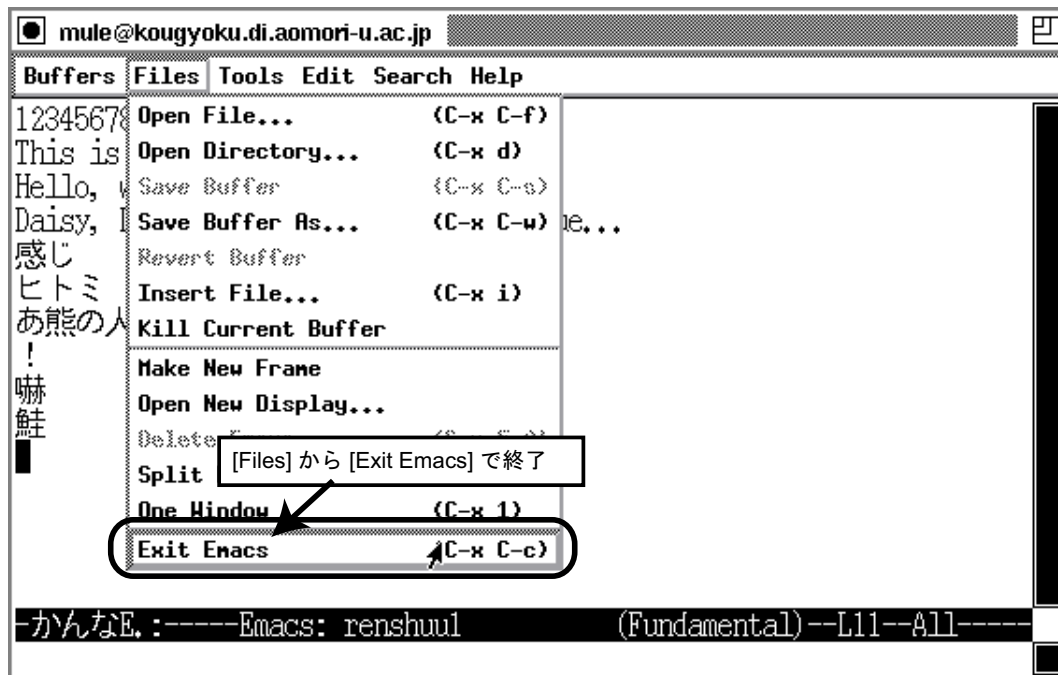 mule@kougyoku.di.aomori-u.ac.jp
Buffers Files Tools Edit Search Help
12345678
This is
Hello,
Daisy,
感じ
ヒトミ
あ熊の人
！
嚇
鮭
Open File... (C-x C-f)
Open Directory... (C-x d)
Save Buffer (C-x C-s)
Save Buffer As... (C-x C-w)
Revert Buffer
Insert File... (C-x i)
Kill Current Buffer
Make New Frame
Open New Display...
Delete
Split
One Window (C-x 1)
Exit Emacs (C-x C-c)
e...
[Files] から [Exit Emacs] で終了
-かんなE.:-----Emacs: renshuu1 (Fundamental)--L11--All-----